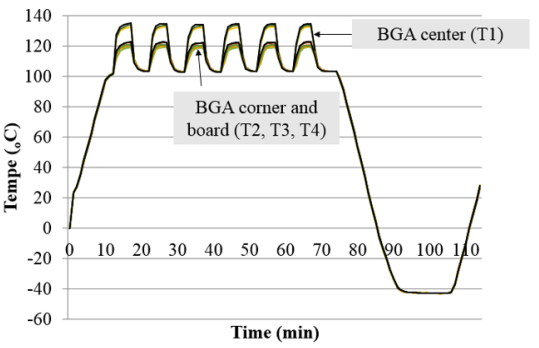 140
120
100
80
60
40
20
0
-20
-40
-60
Tempe (oC)
0 10 20 30 40 50 60 70 80 90 100 110
Time (min)
BGA center (T1)
BGA corner and
board (T2, T3, T4)